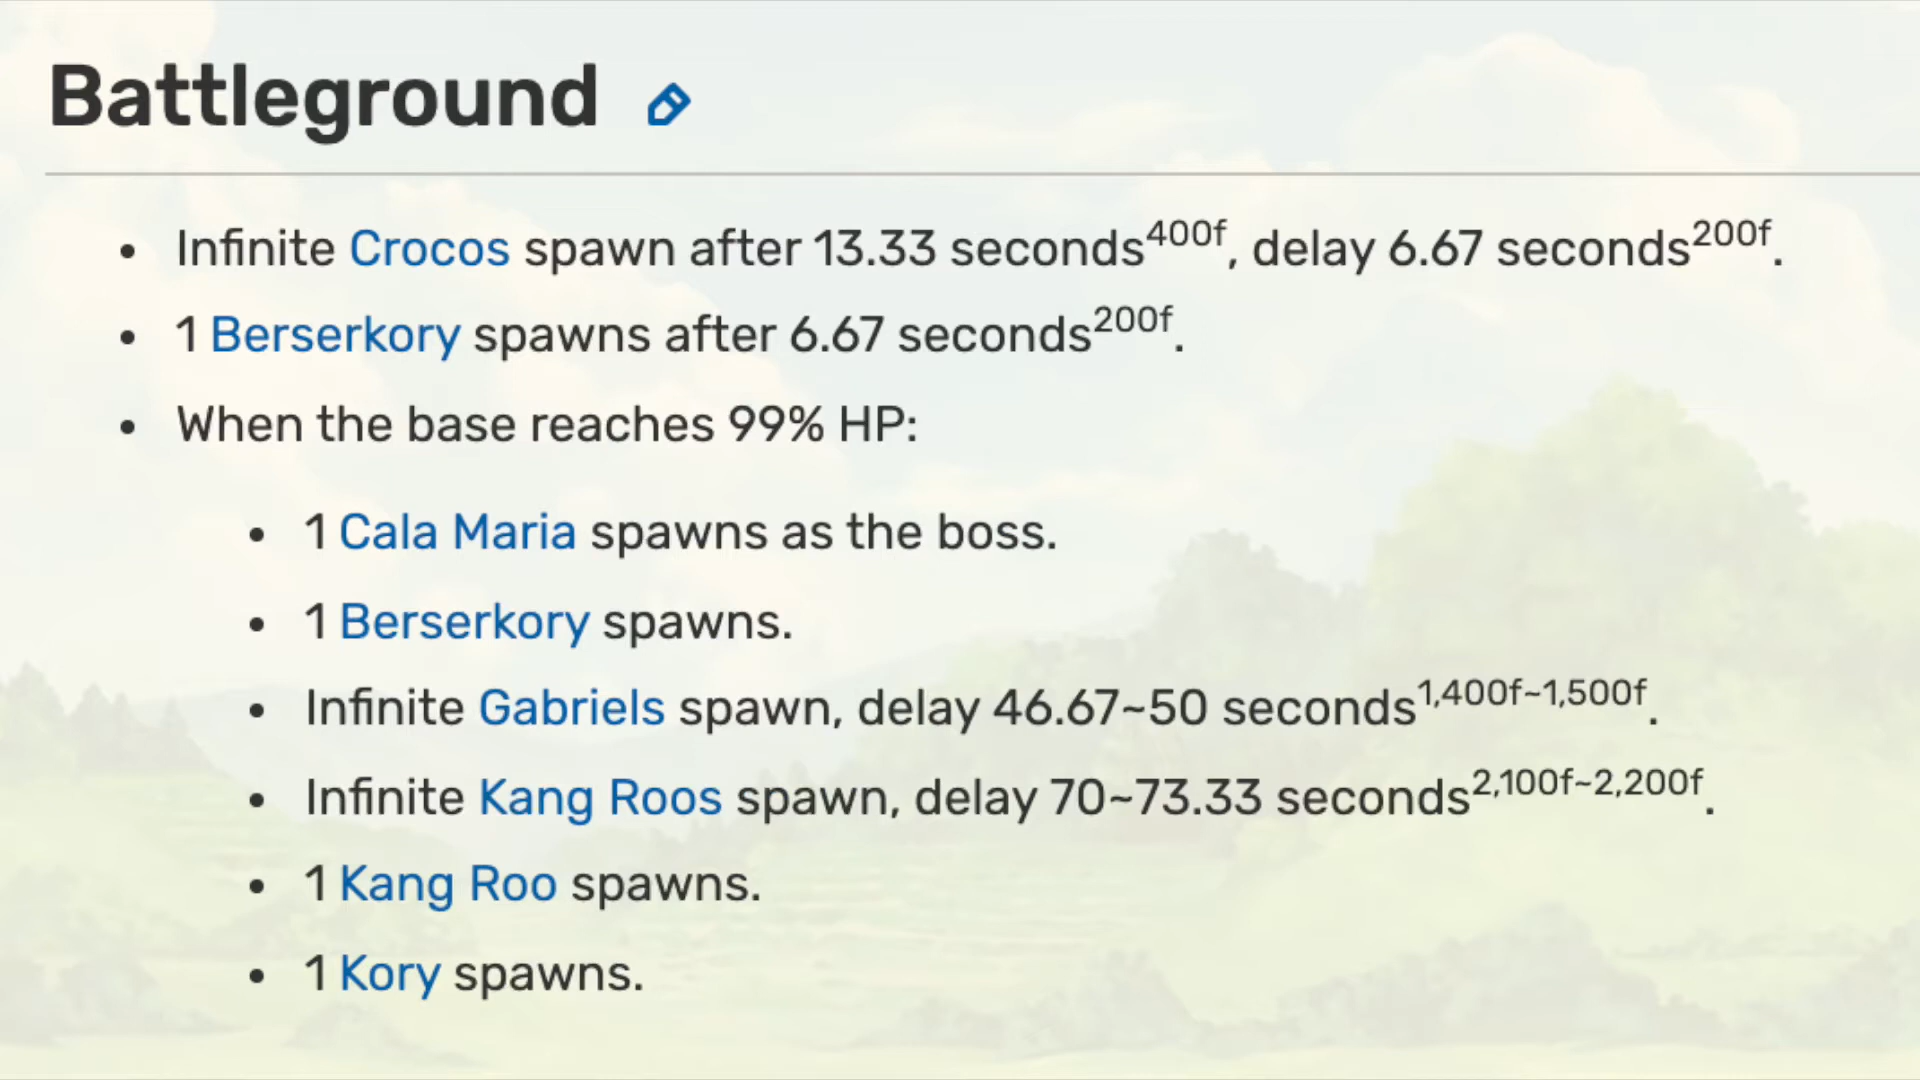 Battleground
Infinite Crocos spawn after 13.33 seconds400f, delay 6.67 seconds200f.
1 Berserkory spawns after 6.67 seconds200f.
When the base reaches 99% HP:
1 Cala Maria spawns as the boss.
1 Berserkory spawns.
Infinite Gabriels spawn, delay 46.67~50 seconds1,400f~1,500f.
Infinite Kang Roos spawn, delay 70~73.33 seconds2,100f~2,200f.
1 Kang Roo spawns.
1 Kory spawns.